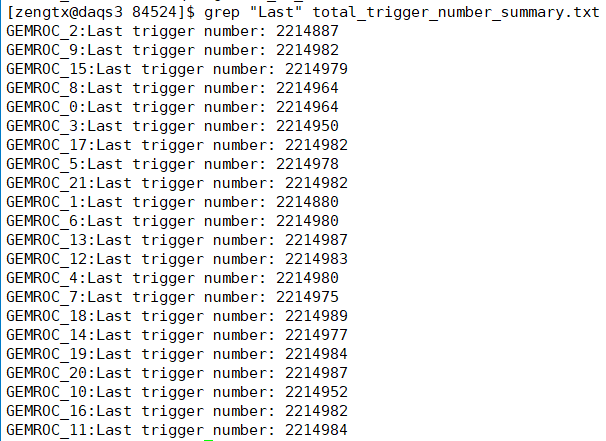 [zengtx@daqs3 84524]$ grep "Last" total_trigger_number_summary.txt
GEMROC_2:Last trigger number: 2214887
GEMROC_9:Last trigger number: 2214982
GEMROC_15:Last trigger number: 2214979
GEMROC_8:Last trigger number: 2214964
GEMROC_0:Last trigger number: 2214964
GEMROC_3:Last trigger number: 2214950
GEMROC_17:Last trigger number: 2214982
GEMROC_5:Last trigger number: 2214978
GEMROC_21:Last trigger number: 2214982
GEMROC_1:Last trigger number: 2214880
GEMROC_6:Last trigger number: 2214980
GEMROC_13:Last trigger number: 2214987
GEMROC_12:Last trigger number: 2214983
GEMROC_4:Last trigger number: 2214980
GEMROC_7:Last trigger number: 2214975
GEMROC_18:Last trigger number: 2214989
GEMROC_14:Last trigger number: 2214977
GEMROC_19:Last trigger number: 2214984
GEMROC_20:Last trigger number: 2214987
GEMROC_10:Last trigger number: 2214952
GEMROC_16:Last trigger number: 2214982
GEMROC_11:Last trigger number: 2214984